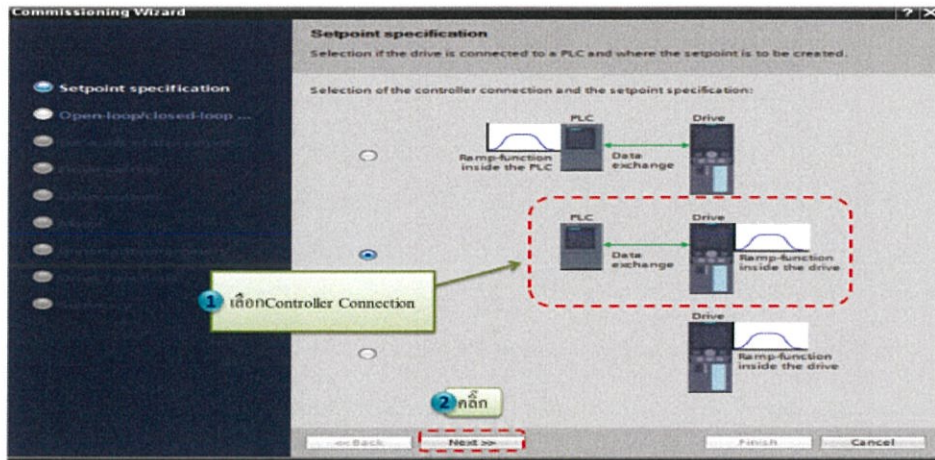 Commissioning Wizard
? X
Setpoint specification
Selection if the drive is connected to a PLC and where the setpoint is to be created.
Setpoint specification
Open-loop/closed-loop ...
Selection of the controller connection and the setpoint specification:
PLC
Drive
Ramp-function
inside the PLC
Data
exchange
PLC
Drive
Data
exchange
Ramp-function
inside the drive
1 เลือกController Connection
Drive
Ramp-function
inside the drive
2 คลิ๊ก
<< Back
Next >>
Finish
Cancel